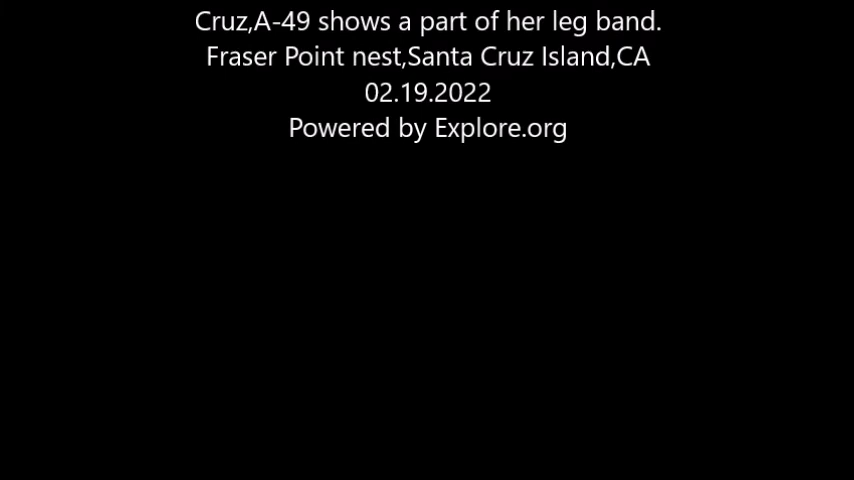 Cruz,A-49 shows a part of her leg band.
Fraser Point nest,Santa Cruz Island,CA
02.19.2022
Powered by Explore.org